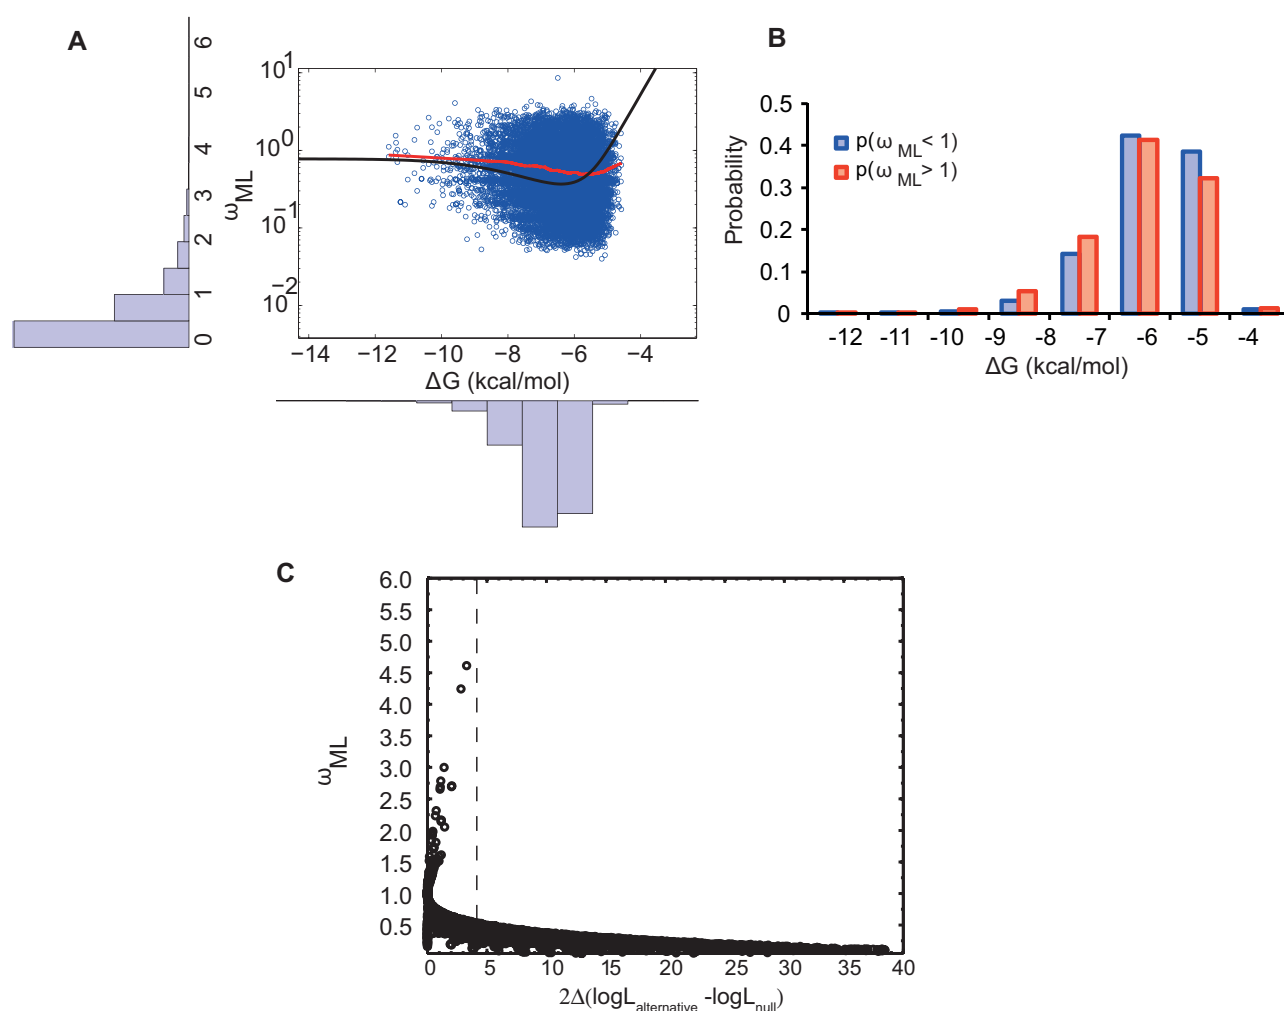 A
6
5
4
3
2
1
0
ω_ML
10^1
10^0
10^-1
10^-2
−14 −12 −10 −8 −6 −4
ΔG (kcal/mol)
B
Probability
0.5
0.4
0.3
0.2
0.1
0
p(ω_ML < 1)
p(ω_ML > 1)
-12 -11 -10 -9 -8 -7 -6 -5 -4
ΔG (kcal/mol)
C
ω_ML
6.0
5.5
5.0
4.5
4.0
3.5
3.0
2.5
2.0
1.5
1.0
0.5
0 5 10 15 20 25 30 35 40
2Δ(logL_alternative -logL_null)